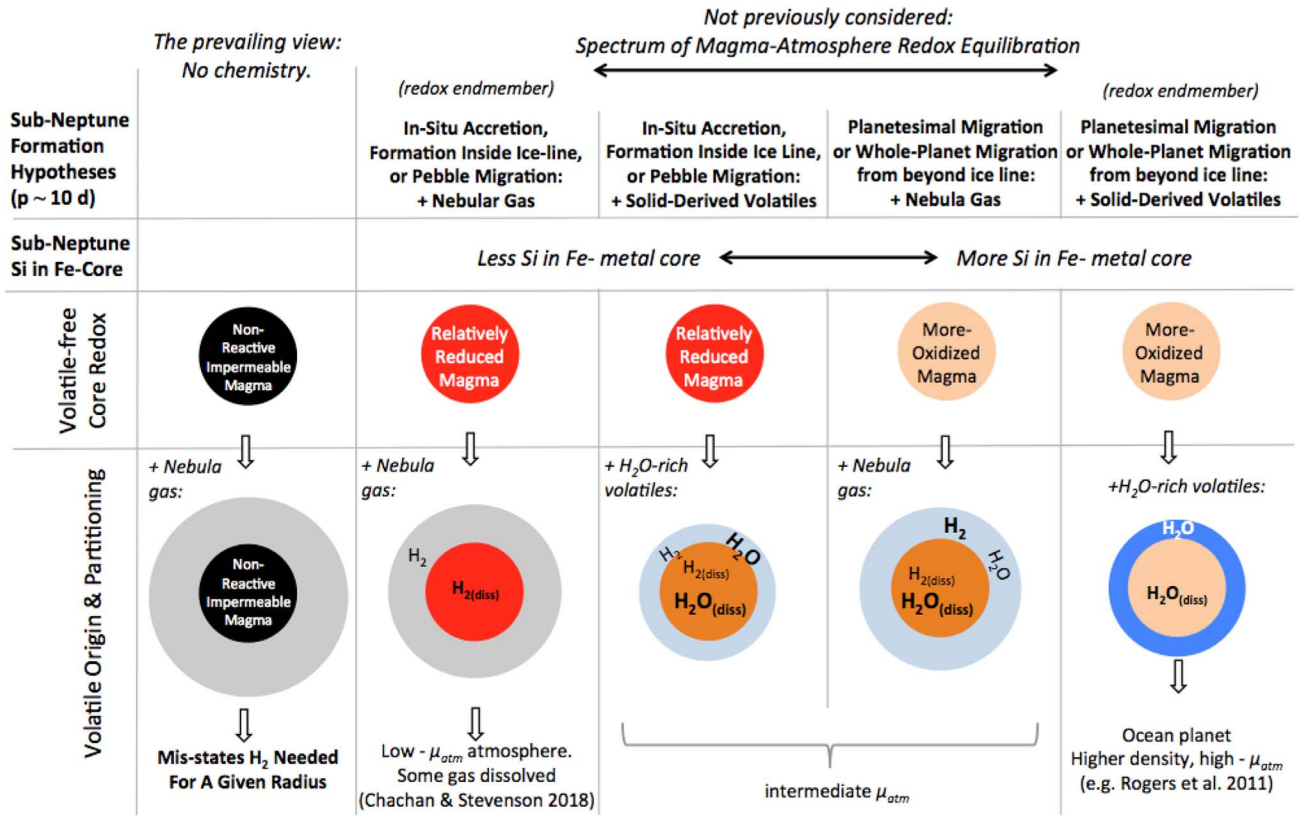 The prevailing view:
No chemistry.
Not previously considered:
Spectrum of Magma-Atmosphere Redox Equilibration
(redox endmember)
(redox endmember)
Sub-Neptune
Formation
Hypotheses
(p ~ 10 d)
In-Situ Accretion,
Formation Inside Ice-line,
or Pebble Migration:
+ Nebular Gas
In-Situ Accretion,
Formation Inside Ice Line,
or Pebble Migration:
+ Solid-Derived Volatiles
Planetesimal Migration
or Whole-Planet Migration
from beyond ice line:
+ Nebula Gas
Planetesimal Migration
or Whole-Planet Migration
from beyond ice line:
+ Solid-Derived Volatiles
Sub-Neptune
Si in Fe-Core
Less Si in Fe- metal core
More Si in Fe- metal core
Volatile-free
Core Redox
Non-
Reactive
Impermeable
Magma
Relatively
Reduced
Magma
Relatively
Reduced
Magma
More-
Oxidized
Magma
More-
Oxidized
Magma
Volatile Origin & Partitioning
+ Nebula
gas:
Non-
Reactive
Impermeable
Magma
Mis-states H2 Needed
For A Given Radius
+ Nebula
gas:
H2
H2(diss)
Low - μatm atmosphere.
Some gas dissolved
(Chachan & Stevenson 2018)
+ H2O-rich
volatiles:
H2
H2O
H2(diss)
H2O(diss)
+ Nebula
gas:
H2
H2O
H2(diss)
H2O(diss)
intermediate μatm
+H2O-rich volatiles:
H2O
H2O(diss)
Ocean planet
Higher density, high - μatm
(e.g. Rogers et al. 2011)